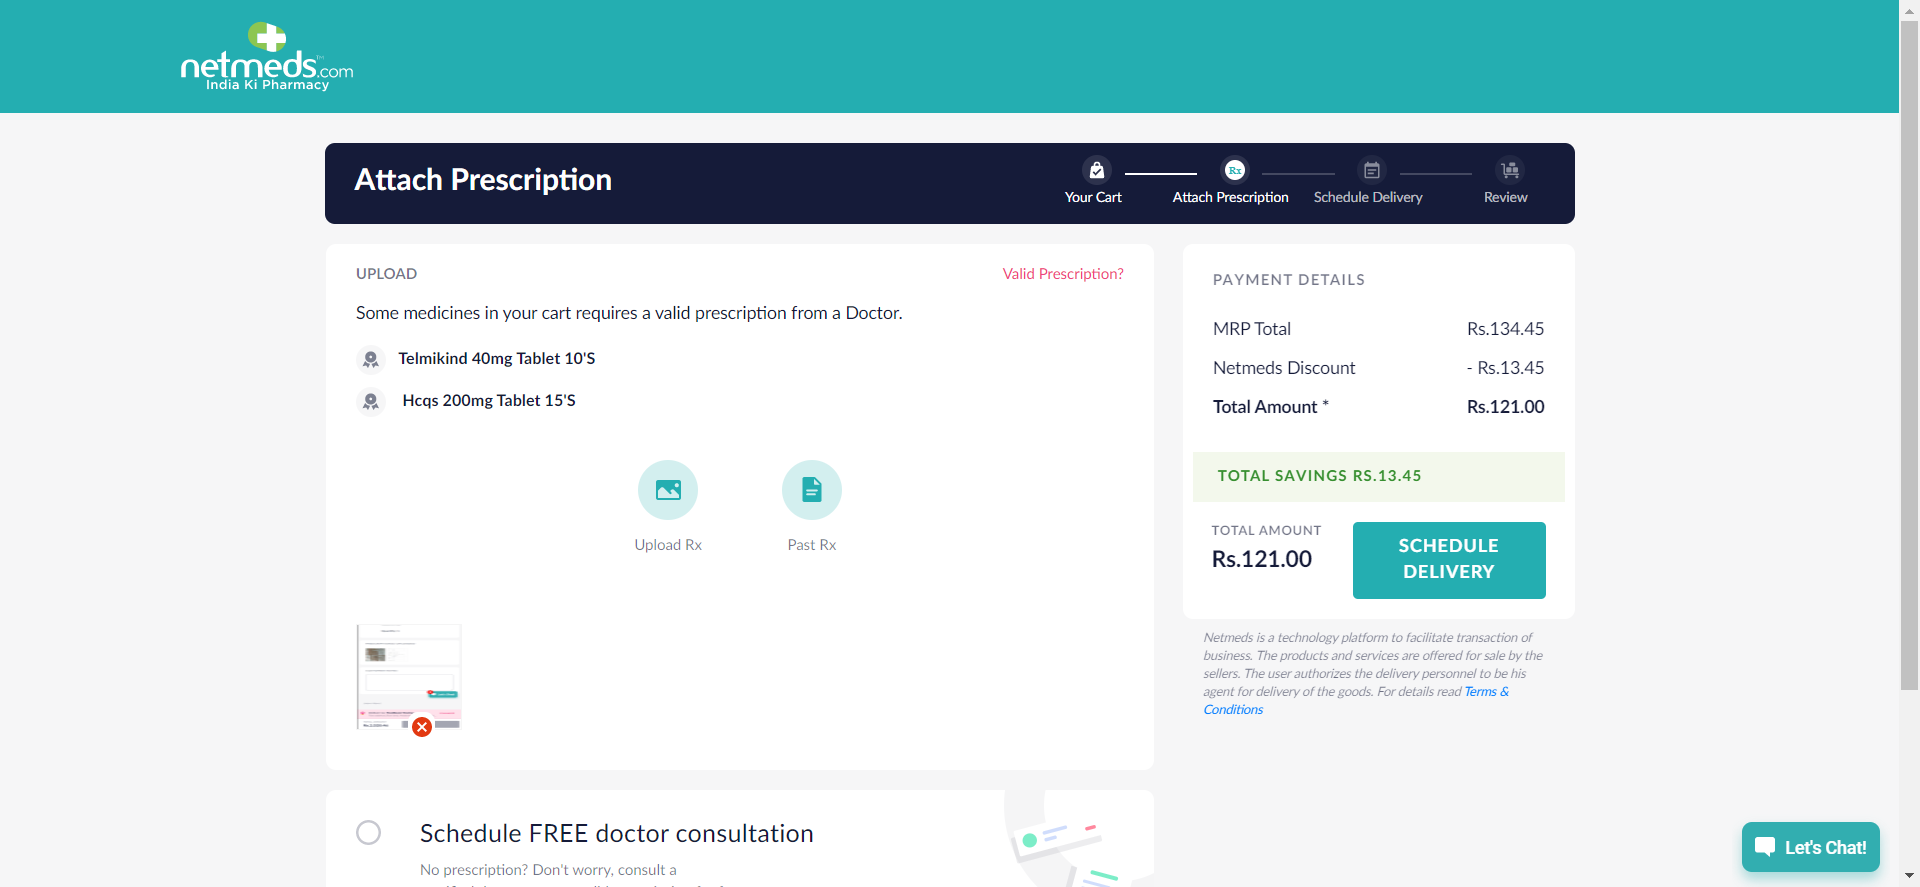 netmeds.com
India Ki Pharmacy
Attach Prescription
Your Cart
Rx
Attach Prescription
Schedule Delivery
Review
UPLOAD
Valid Prescription?
Some medicines in your cart requires a valid prescription from a Doctor.
Telmikind 40mg Tablet 10'S
Hcqs 200mg Tablet 15'S
Upload Rx
Past Rx
PAYMENT DETAILS
MRP Total Rs.134.45
Netmeds Discount - Rs.13.45
Total Amount * Rs.121.00
TOTAL SAVINGS RS.13.45
TOTAL AMOUNT
Rs.121.00
SCHEDULE
DELIVERY
Netmeds is a technology platform to facilitate transaction of
business. The products and services are offered for sale by the
sellers. The user authorizes the delivery personnel to be his
agent for delivery of the goods. For details read Terms &
Conditions
Schedule FREE doctor consultation
No prescription? Don't worry, consult a
Let's Chat!